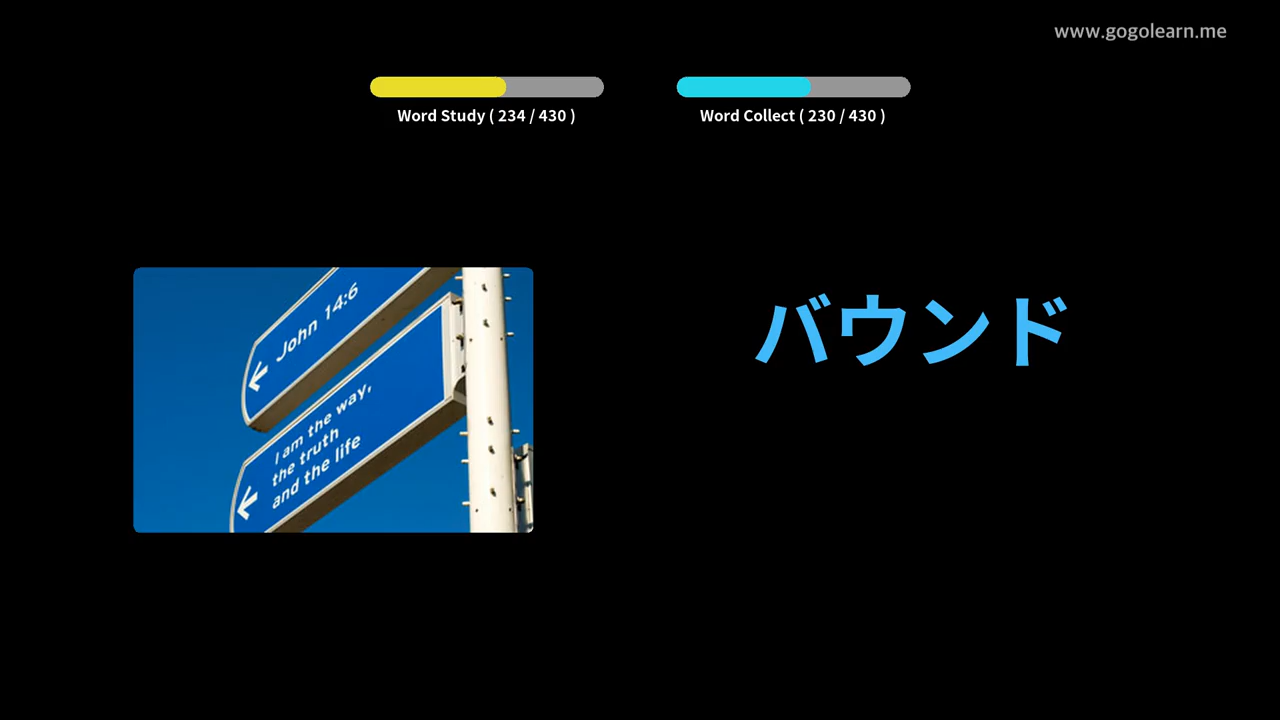 www.gogolearn.me
Word Study ( 234 / 430 )
Word Collect ( 230 / 430 )
John 14:6
I am the way,
the truth
and the life
バウンド